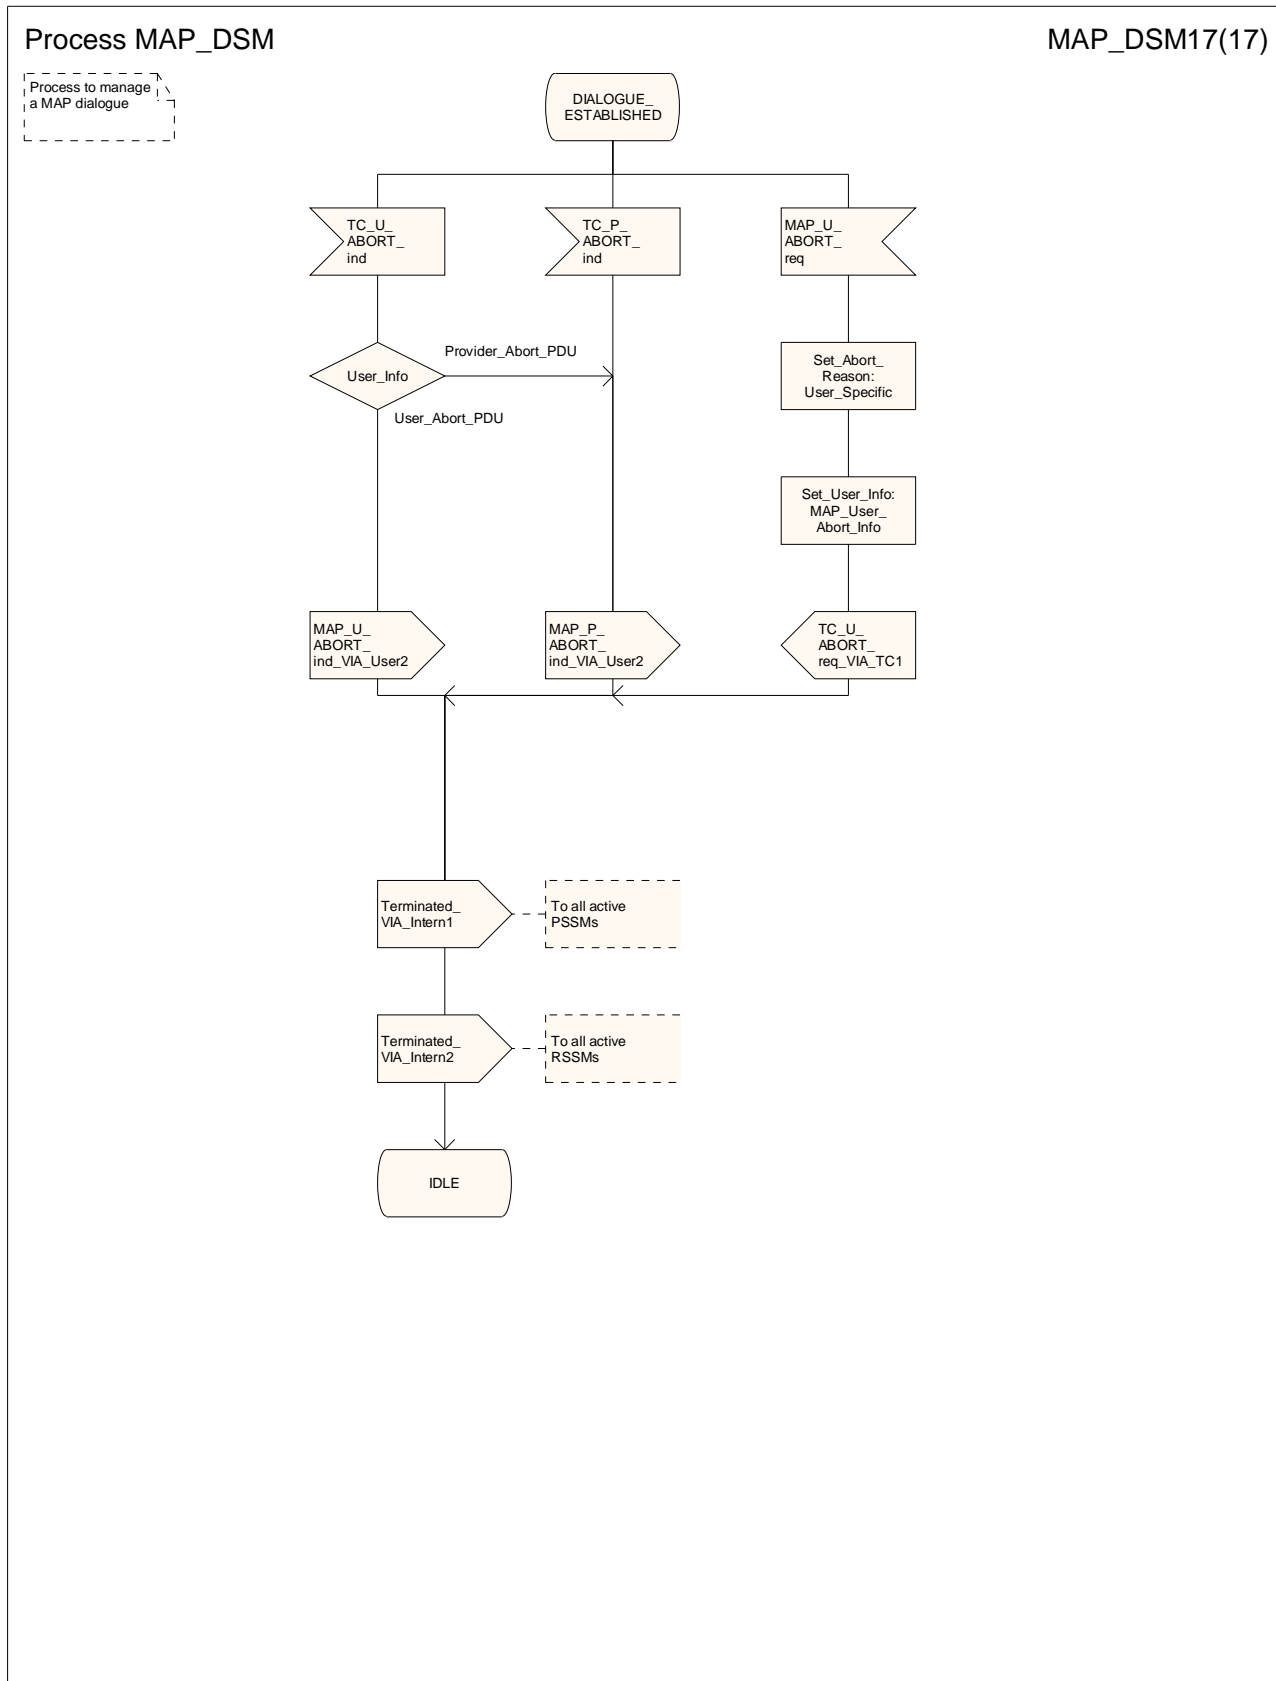 Process MAP_DSM
MAP_DSM17(17)
Process to manage
a MAP dialogue
DIALOGUE_
ESTABLISHED
TC_U_
ABORT_
ind
TC_P_
ABORT_
ind
MAP_U_
ABORT_
req
Provider_Abort_PDU
User_Info
User_Abort_PDU
Set_Abort_
Reason:
User_Specific
Set_User_Info:
MAP_User_
Abort_Info
MAP_U_
ABORT_
ind_VIA_User2
MAP_P_
ABORT_
ind_VIA_User2
TC_U_
ABORT_
req_VIA_TC1
Terminated_
VIA_Intern1
To all active
PSSMs
Terminated_
VIA_Intern2
To all active
RSSMs
IDLE